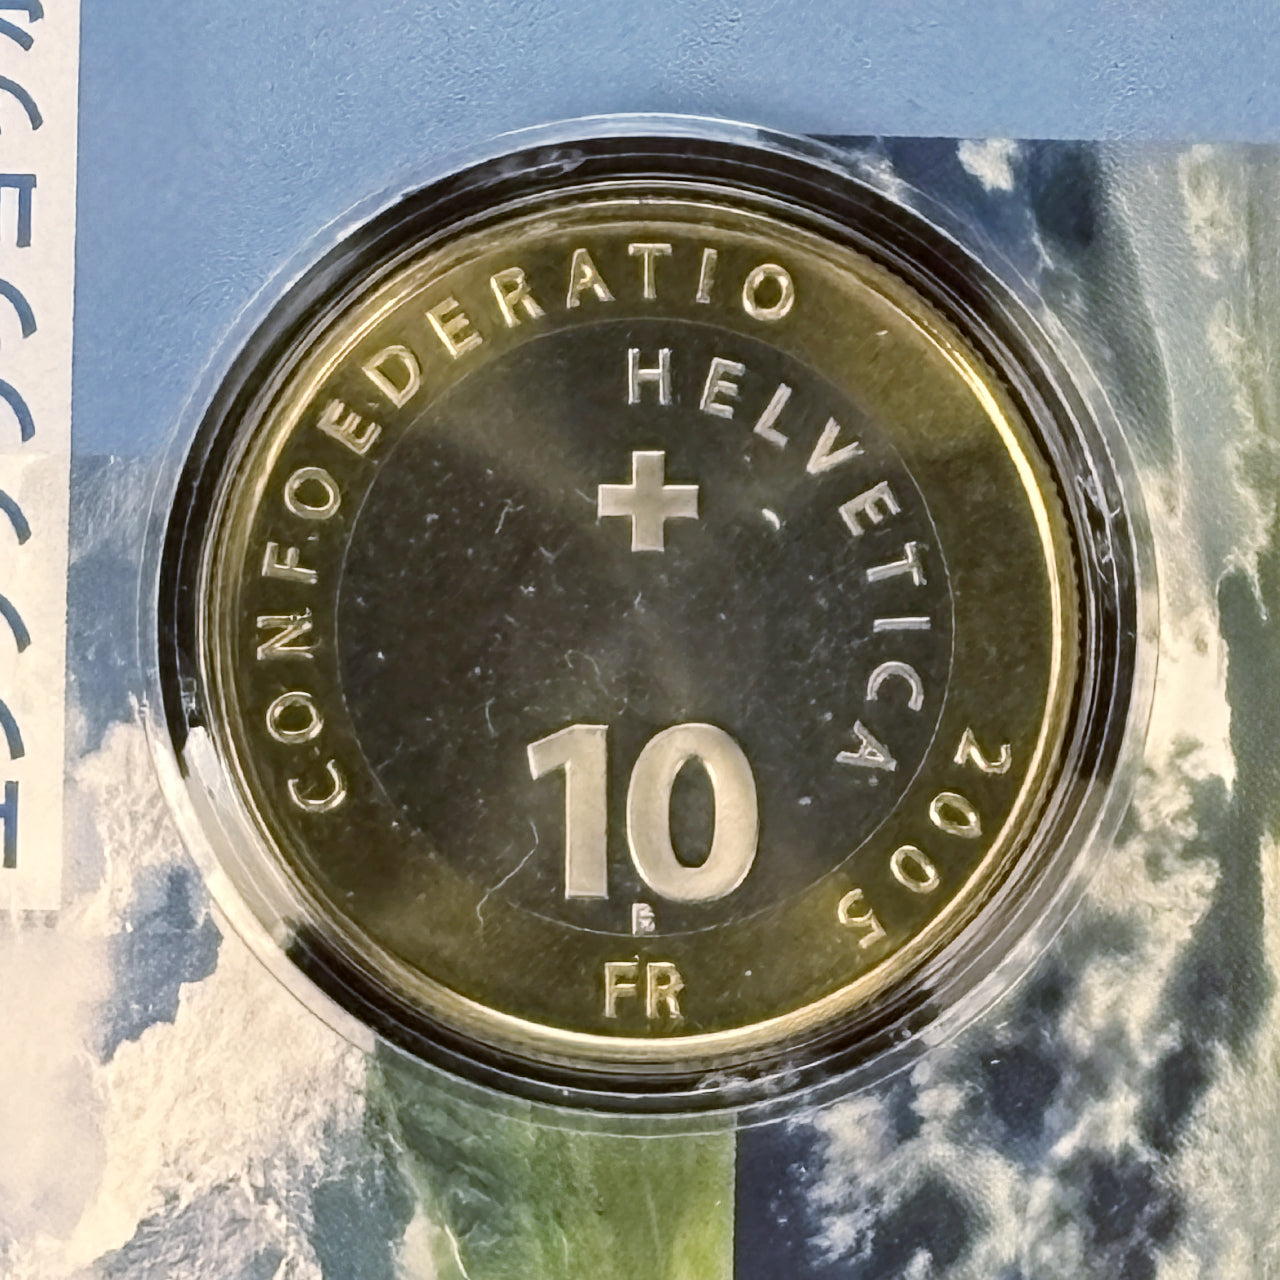 CONFOEDERATIO
HELVETICA
2005
10
B
FR